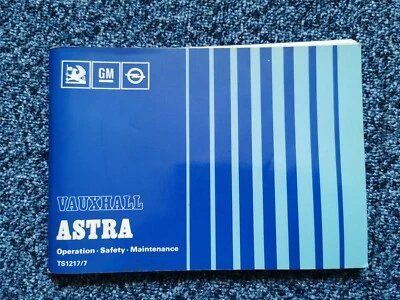 GM
VAUXHALL
ASTRA
Operation · Safety · Maintenance
TS1217/7